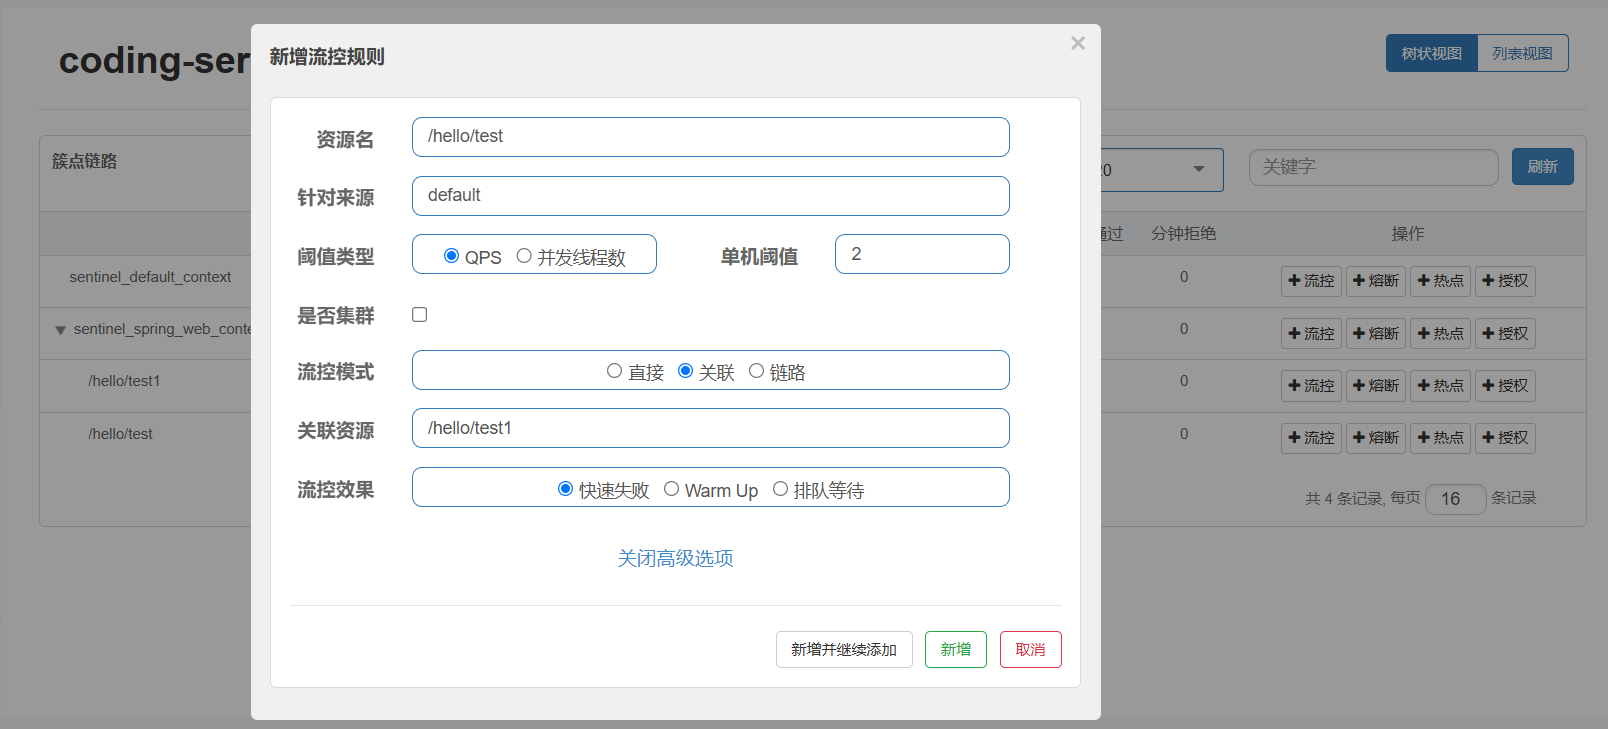 coding-ser
树状视图 列表视图
新增流控规则
×
簇点链路
20
关键字
刷新
通过 分钟拒绝 操作
sentinel_default_context 0 流控 熔断 热点 授权
sentinel_spring_web_conte 0 流控 熔断 热点 授权
/hello/test1 0 流控 熔断 热点 授权
/hello/test 0 流控 熔断 热点 授权
共 4 条记录, 每页 16 条记录
资源名 /hello/test
针对来源 default
阈值类型 QPS 并发线程数 单机阈值 2
是否集群
流控模式 直接 关联 链路
关联资源 /hello/test1
流控效果 快速失败 Warm Up 排队等待
关闭高级选项
新增并继续添加 新增 取消